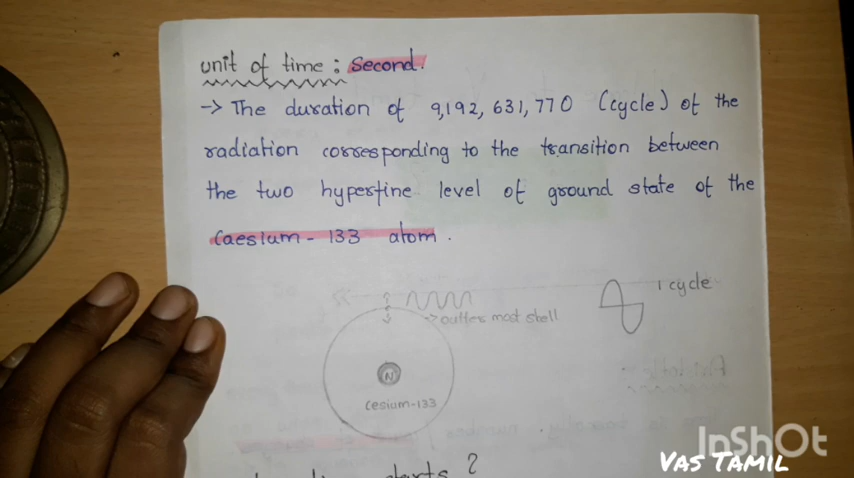 unit of time : Second.
-> The duration of 9,192,631,770 (cycle) of the
radiation corresponding to the transition between
the two hyperfine level of ground state of the
Caesium - 133 atom.
1 cycle
-> outter most shell
N
Cesium-133
starts ?
InShOt
VAS TAMIL